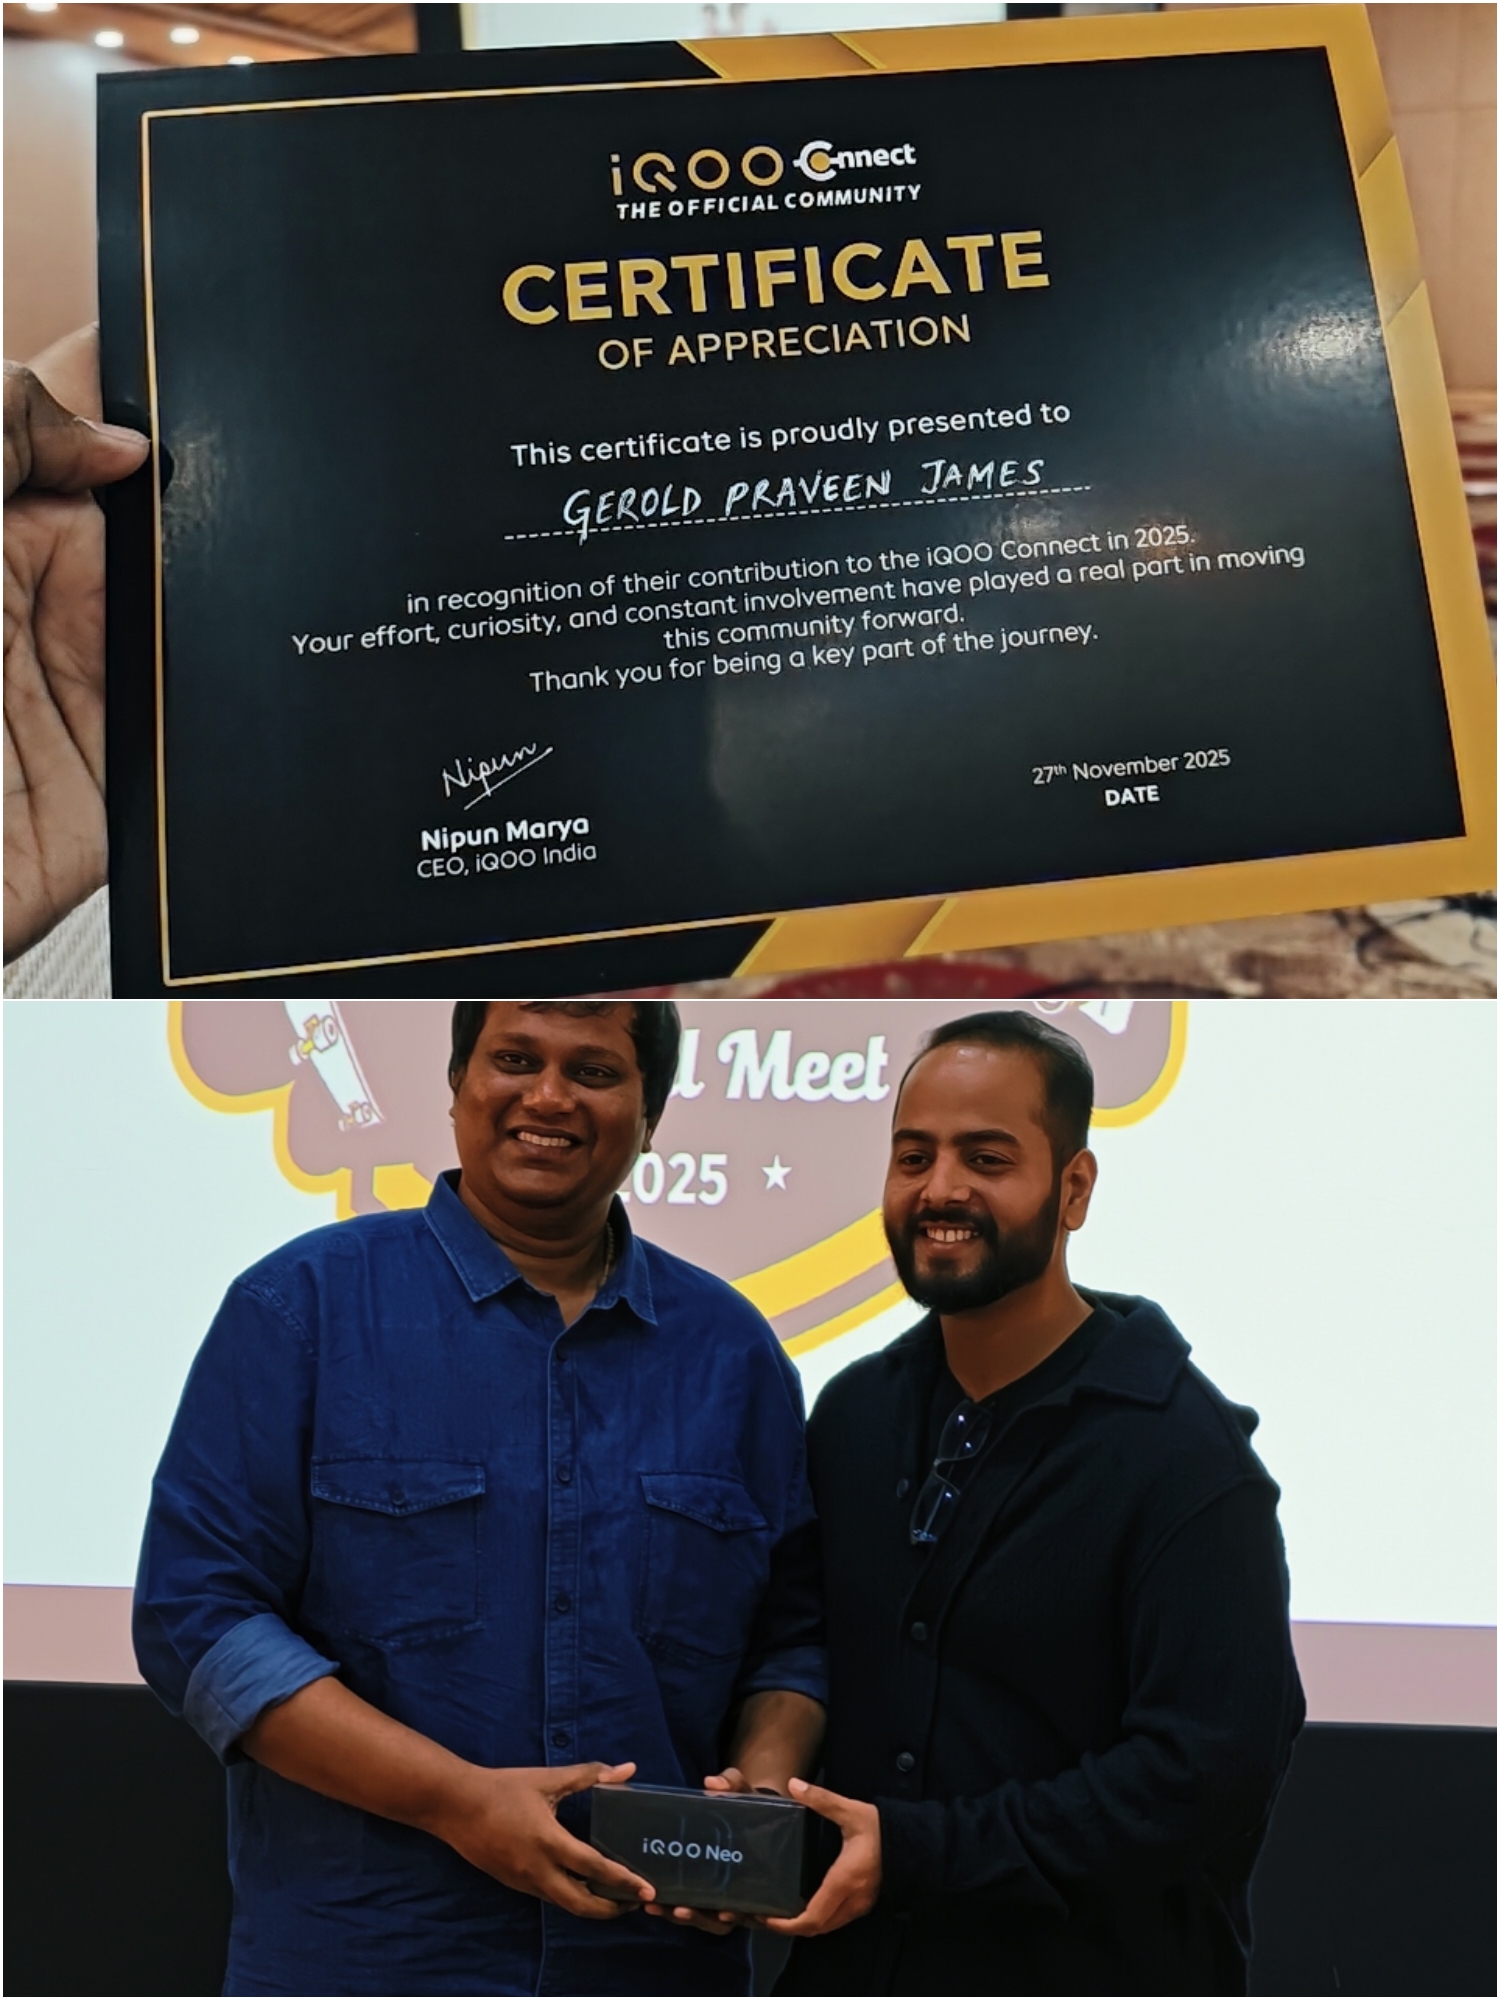 iQOO Connect
THE OFFICIAL COMMUNITY
CERTIFICATE
OF APPRECIATION
This certificate is proudly presented to
GEROLD PRAVEEN JAMES
in recognition of their contribution to the iQOO Connect in 2025.
Your effort, curiosity, and constant involvement have played a real part in moving
this community forward.
Thank you for being a key part of the journey.
Nipun
Nipun Marya
CEO, iQOO India
27th November 2025
DATE
Meet
2025
iQOO Neo